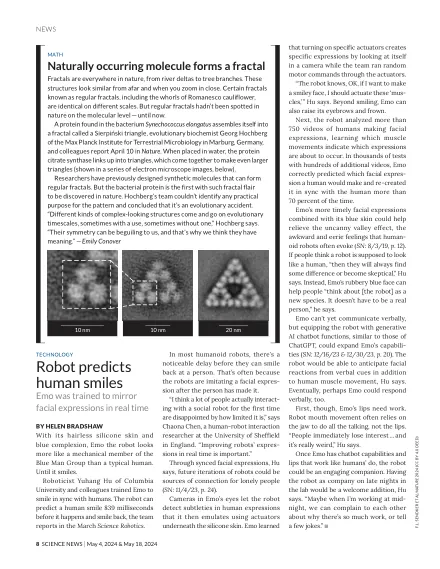 NEWS
MATH
Naturally occurring molecule forms a fractal
Fractals are everywhere in nature, from river deltas to tree branches. These
structures look similar from afar and when you zoom in close. Certain fractals
known as regular fractals, including the whorls of Romanesco cauliflower,
are identical on different scales. But regular fractals hadn't been spotted in
nature on the molecule level — until now.
A protein found in the bacterium Synechococcus elongatus assembles itself into
a fractal called a Sierpiński triangle, evolutionary biochemist Georg Hochberg
of the Max Planck Institute for Terrestrial Microbiology in Marburg, Germany,
and colleagues report April 10 in Nature. When placed in water, the protein
citrate synthase links up into triangles, which come together to make even larger
triangles (shown in a series of electron microscope images, below).
Researchers have previously designed synthetic molecules that can form
regular fractals. But the bacterial protein is the first with such fractal flair
to be discovered in nature. Hochberg's team couldn't identify any practical
purpose for the pattern and concluded that it's an evolutionary accident.
"Different kinds of complex-looking structures come and go on evolutionary
timescales, sometimes with a use, sometimes without one," Hochberg says.
"Their symmetry can be beguiling to us, and that's why we think they have
meaning." — Emily Conover
10 nm
10 nm
20 nm
TECHNOLOGY
Robot predicts
human smiles
Emo was trained to mirror
facial expressions in real time
BY HELEN BRADSHAW
With its hairless silicone skin and
blue complexion, Emo the robot looks
more like a mechanical member of the
Blue Man Group than a typical human.
Until it smiles.
Roboticist Yuhang Hu of Columbia
University and colleagues trained Emo to
smile in sync with humans. The robot can
predict a human smile 839 milliseconds
before it happens and smile back, the team
reports in the March Science Robotics.
In most humanoid robots, there's a
noticeable delay before they can smile
back at a person. That's often because
the robots are imitating a facial expres-
sion after the person has made it.
"I think a lot of people actually interact-
ing with a social robot for the first time
are disappointed by how limited it is," says
Chaona Chen, a human-robot interaction
researcher at the University of Sheffield
in England. "Improving robots' expres-
sions in real time is important."
Through synced facial expressions, Hu
says, future iterations of robots could be
sources of connection for lonely people
(SN: 11/4/23, p. 24).
Cameras in Emo's eyes let the robot
detect subtleties in human expressions
that it then emulates using actuators
underneath the silicone skin. Emo learned
that turning on specific actuators creates
specific expressions by looking at itself
in a camera while the team ran random
motor commands through the actuators.
"The robot knows, OK, if I want to make
a smiley face, I should actuate these 'mus-
cles,'" Hu says. Beyond smiling, Emo can
also raise its eyebrows and frown.
Next, the robot analyzed more than
750 videos of humans making facial
expressions, learning which muscle
movements indicate which expressions
are about to occur. In thousands of tests
with hundreds of additional videos, Emo
correctly predicted which facial expres-
sion a human would make and re-created
it in sync with the human more than
70 percent of the time.
Emo's more timely facial expressions
combined with its blue skin could help
relieve the uncanny valley effect, the
awkward and eerie feelings that human-
oid robots often evoke (SN: 8/3/19, p. 12).
If people think a robot is supposed to look
like a human, "then they will always find
some difference or become skeptical," Hu
says. Instead, Emo's rubbery blue face can
help people "think about [the robot] as a
new species. It doesn't have to be a real
person," he says.
Emo can't yet communicate verbally,
but equipping the robot with generative
AI chatbot functions, similar to those of
ChatGPT, could expand Emo's capabili-
ties (SN: 12/16/23 & 12/30/23, p. 20). The
robot would be able to anticipate facial
reactions from verbal cues in addition
to human muscle movement, Hu says.
Eventually, perhaps Emo could respond
verbally, too.
First, though, Emo's lips need work.
Robot mouth movement often relies on
the jaw to do all the talking, not the lips.
"People immediately lose interest ... and
it's really weird," Hu says.
Once Emo has chatbot capabilities and
lips that work like humans' do, the robot
could be an engaging companion. Having
the robot as company on late nights in
the lab would be a welcome addition, Hu
says. "Maybe when I'm working at mid-
night, we can complain to each other
about why there's so much work, or tell
a few jokes."
8 SCIENCE NEWS | May 4, 2024 & May 18, 2024